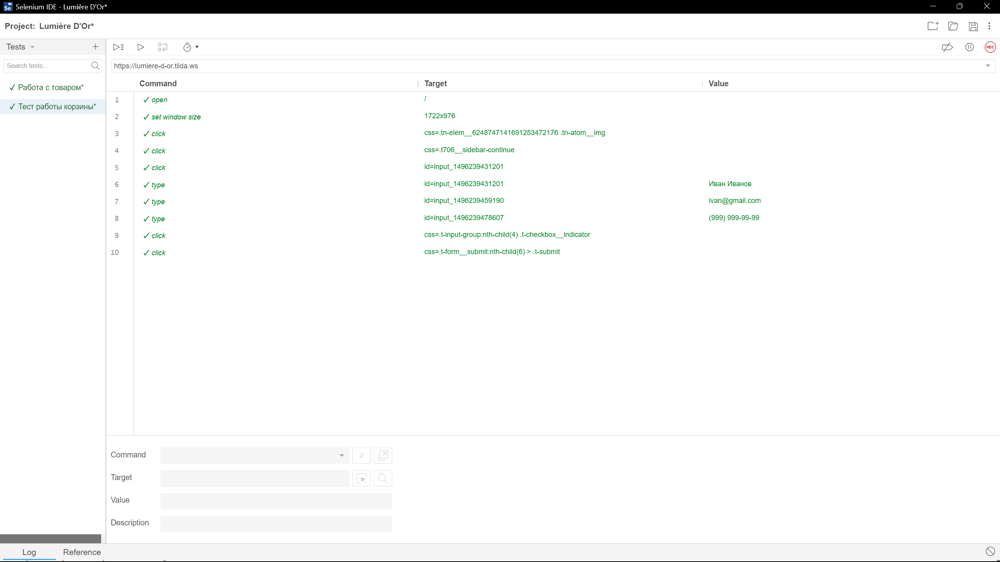 Selenium IDE - Lumière D'Or*
Project: Lumière D'Or*
Tests
Search tests...
✓ Работа с товаром*
✓ Тест работы корзины*
REC
https://lumiere-d-or.tilda.ws
Command Target Value
1 ✓ open /
2 ✓ set window size 1722x976
3 ✓ click css=.tn-elem__6248747141691253472176 .tn-atom__img
4 ✓ click css=.t706__sidebar-continue
5 ✓ click id=input_1496239431201
6 ✓ type id=input_1496239431201 Иван Иванов
7 ✓ type id=input_1496239459190 ivan@gmail.com
8 ✓ type id=input_1496239478607 (999) 999-99-99
9 ✓ click css=.t-input-group:nth-child(4) .t-checkbox__indicator
10 ✓ click css=.t-form__submit:nth-child(6) > .t-submit
Command //
Target
Value
Description
Log Reference